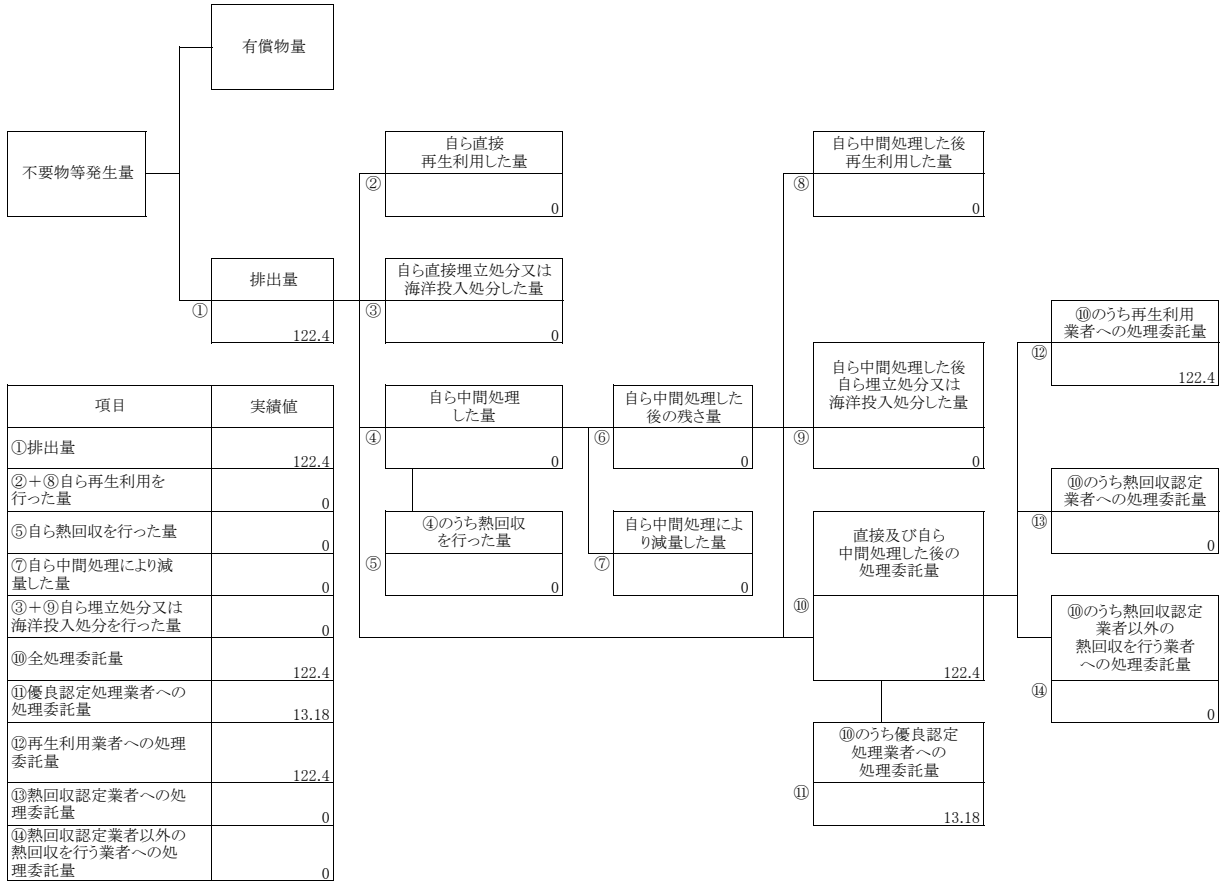 有償物量
不要物等発生量
自ら直接
再生利用した量
②
0
自ら中間処理した後
再生利用した量
⑧
0
排出量
①
122.4
自ら直接埋立処分又は
海洋投入処分した量
③
0
自ら中間処理
した量
④
0
自ら中間処理した
後の残さ量
⑥
0
自ら中間処理した後
自ら埋立処分又は
海洋投入処分した量
⑨
0
⑩のうち再生利用
業者への処理委託量
⑫
122.4
④のうち熱回収
を行った量
⑤
0
自ら中間処理によ
り減量した量
⑦
0
直接及び自ら
中間処理した後の
処理委託量
⑩
122.4
⑩のうち熱回収認定
業者への処理委託量
⑬
0
⑩のうち熱回収認定
業者以外の
熱回収を行う業者
への処理委託量
⑭
0
⑩のうち優良認定
処理業者への
処理委託量
⑪
13.18
項目
実績値
①排出量
122.4
②+⑧自ら再生利用を
行った量
0
⑤自ら熱回収を行った量
0
⑦自ら中間処理により減
量した量
0
③+⑨自ら埋立処分又は
海洋投入処分を行った量
0
⑩全処理委託量
122.4
⑪優良認定処理業者への
処理委託量
13.18
⑫再生利用業者への処理
委託量
122.4
⑬熱回収認定業者への処
理委託量
0
⑭熱回収認定業者以外の
熱回収を行う業者への処
理委託量
0